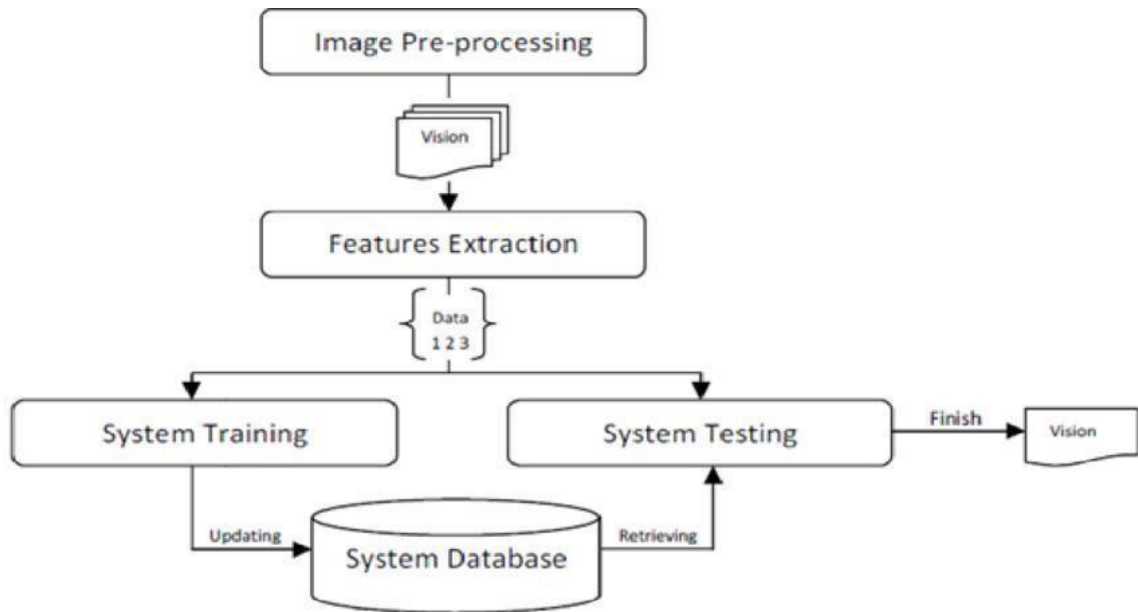 Image Pre-processing
Vision
Features Extraction
Data
1 2 3
System Training
System Testing
Finish
Vision
Updating
System Database
Retrieving